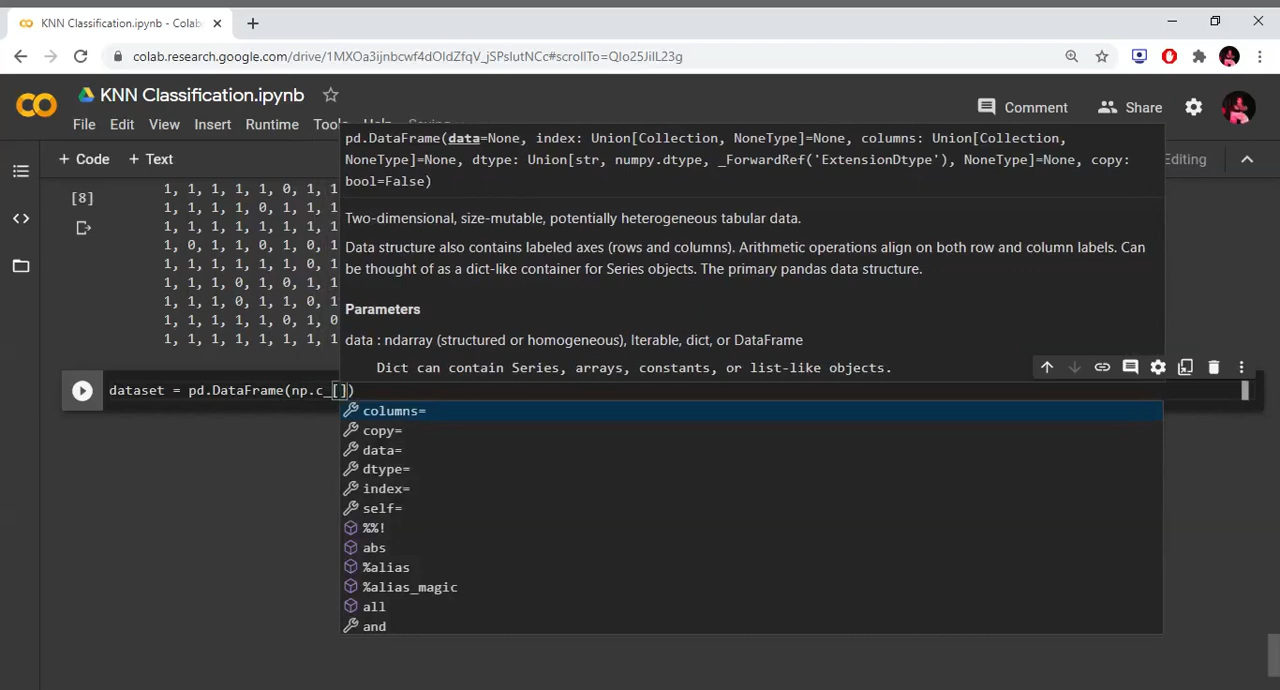 KNN Classification.ipynb - Colab
colab.research.google.com/drive/1MXOa3ijnbcwf4dOldZfqV_jSPslutNCc#scrollTo=QIo25JilL23g
KNN Classification.ipynb
Comment
Share
File Edit View Insert Runtime Tools Help Saving...
+ Code + Text
Editing
pd.DataFrame(data=None, index: Union[Collection, NoneType]=None, columns: Union[Collection,
NoneType]=None, dtype: Union[str, numpy.dtype, _ForwardRef('ExtensionDtype'), NoneType]=None, copy:
bool=False)
Two-dimensional, size-mutable, potentially heterogeneous tabular data.
Data structure also contains labeled axes (rows and columns). Arithmetic operations align on both row and column labels. Can
be thought of as a dict-like container for Series objects. The primary pandas data structure.
Parameters
data : ndarray (structured or homogeneous), Iterable, dict, or DataFrame
Dict can contain Series, arrays, constants, or list-like objects.
[8]
1, 1, 1, 1, 1, 0, 1, 1
1, 1, 1, 1, 0, 1, 1, 1
1, 1, 1, 1, 1, 1, 1, 1
1, 0, 1, 1, 0, 1, 0, 1
1, 1, 1, 1, 1, 1, 0, 1
1, 1, 1, 0, 1, 0, 1, 1
1, 1, 1, 0, 1, 1, 0, 1
1, 1, 1, 1, 1, 0, 1, 0
1, 1, 1, 1, 1, 1, 1, 1
dataset = pd.DataFrame(np.c_[])
columns=
copy=
data=
dtype=
index=
self=
%%!
abs
%alias
%alias_magic
all
and